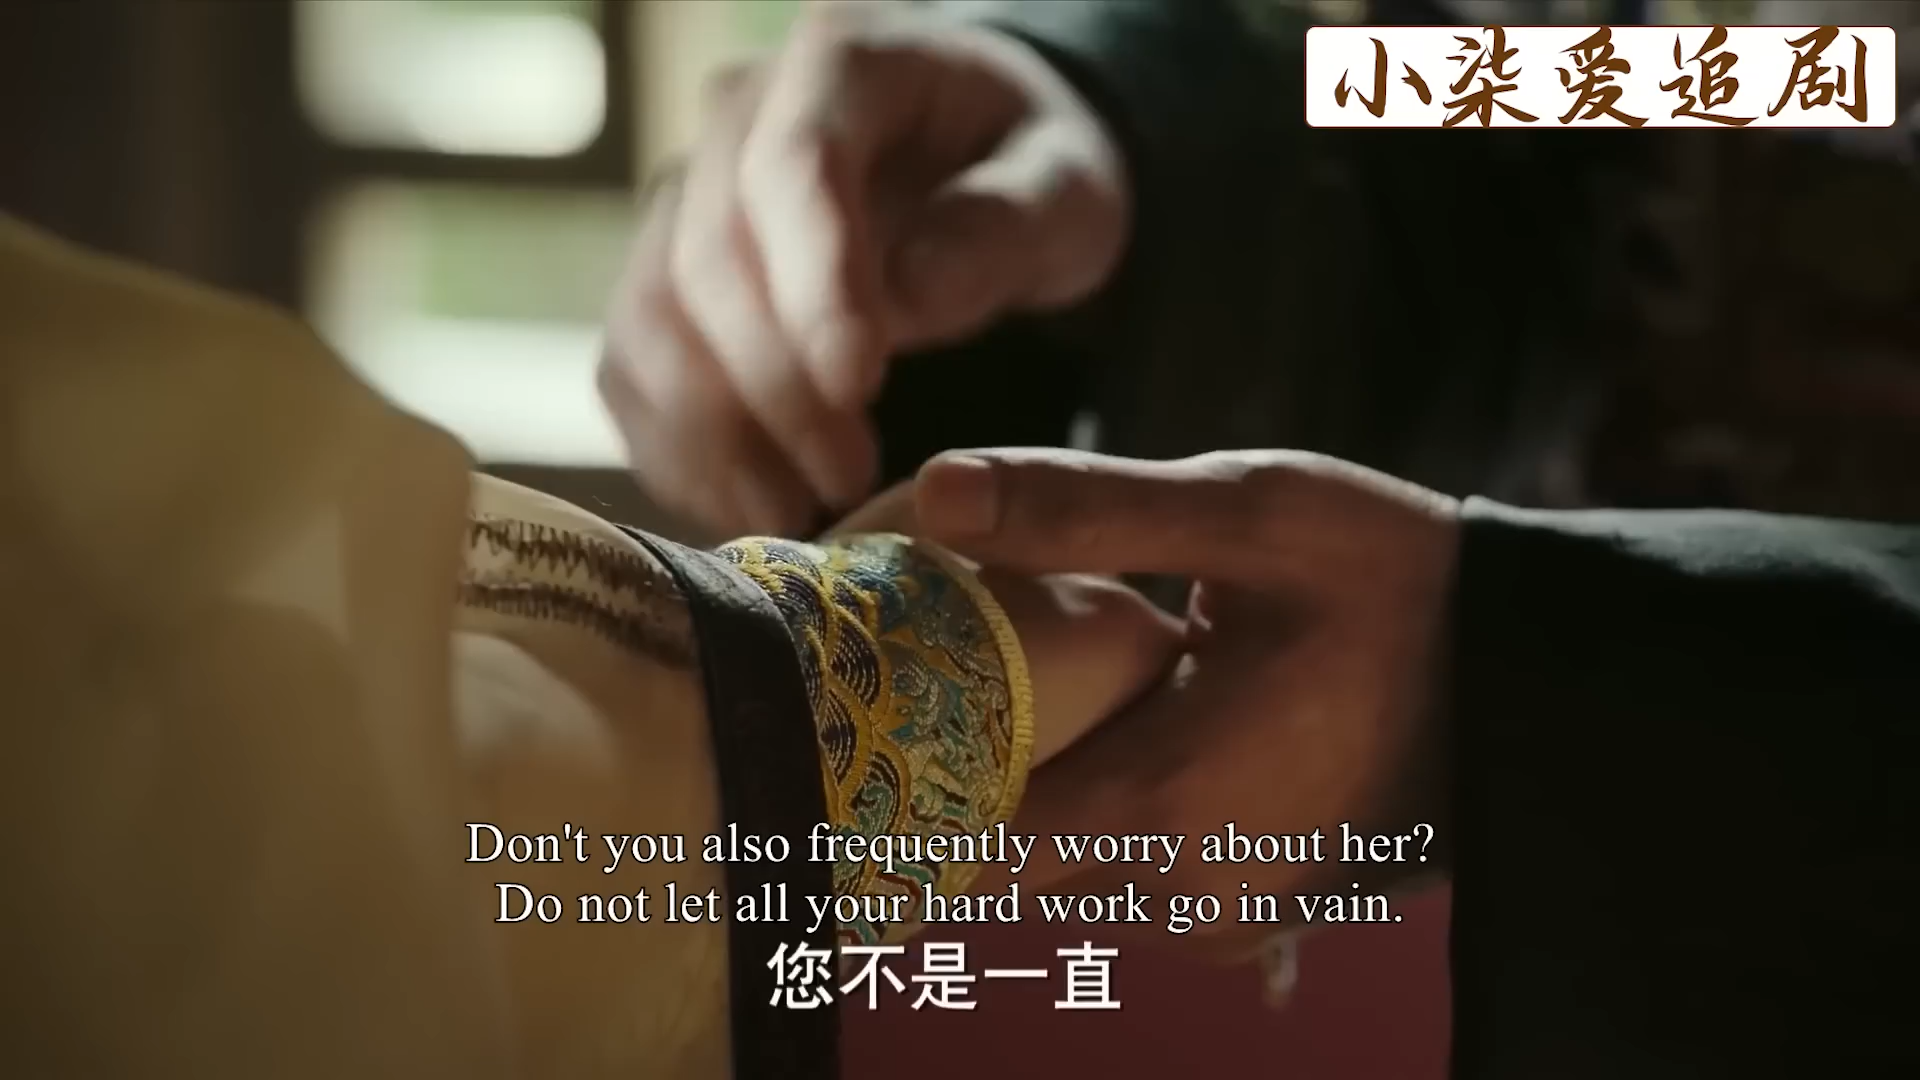 小柒爱追剧
Don't you also frequently worry about her?
Do not let all your hard work go in vain.
您不是一直